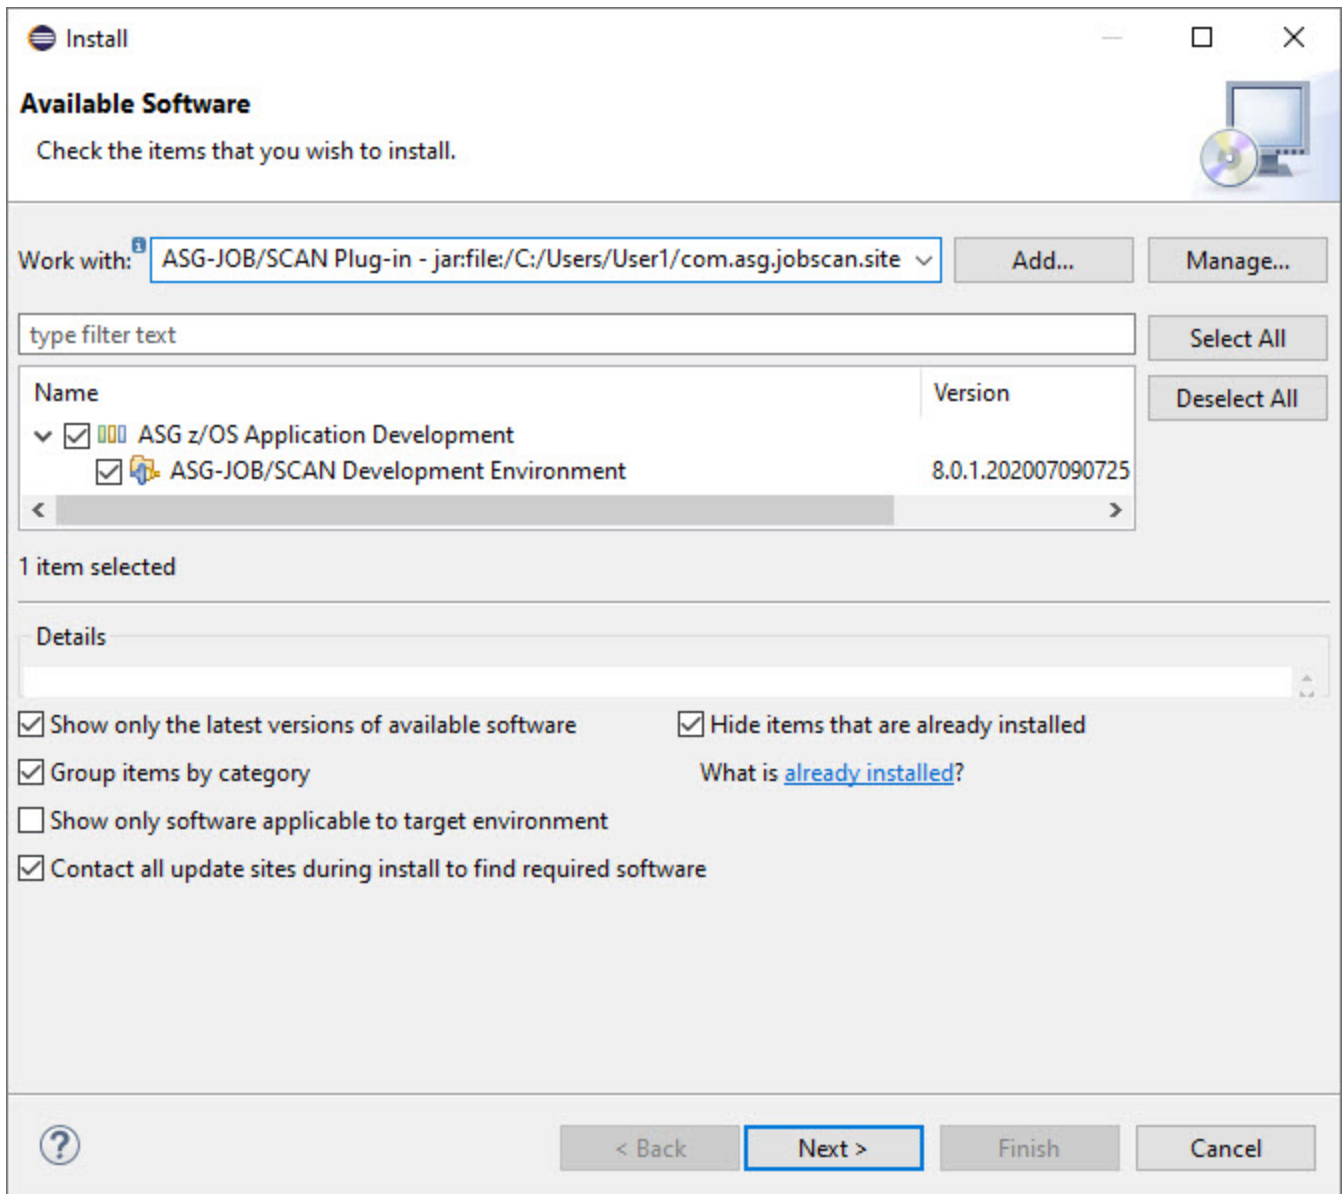 Install
Available Software
Check the items that you wish to install.
Work with: ASG-JOB/SCAN Plug-in - jar:file:/C:/Users/User1/com.asg.jobscan.site Add... Manage...
type filter text Select All
Name Version Deselect All
ASG z/OS Application Development
ASG-JOB/SCAN Development Environment 8.0.1.202007090725
1 item selected
Details
Show only the latest versions of available software Hide items that are already installed
Group items by category What is already installed?
Show only software applicable to target environment
Contact all update sites during install to find required software
? < Back Next > Finish Cancel